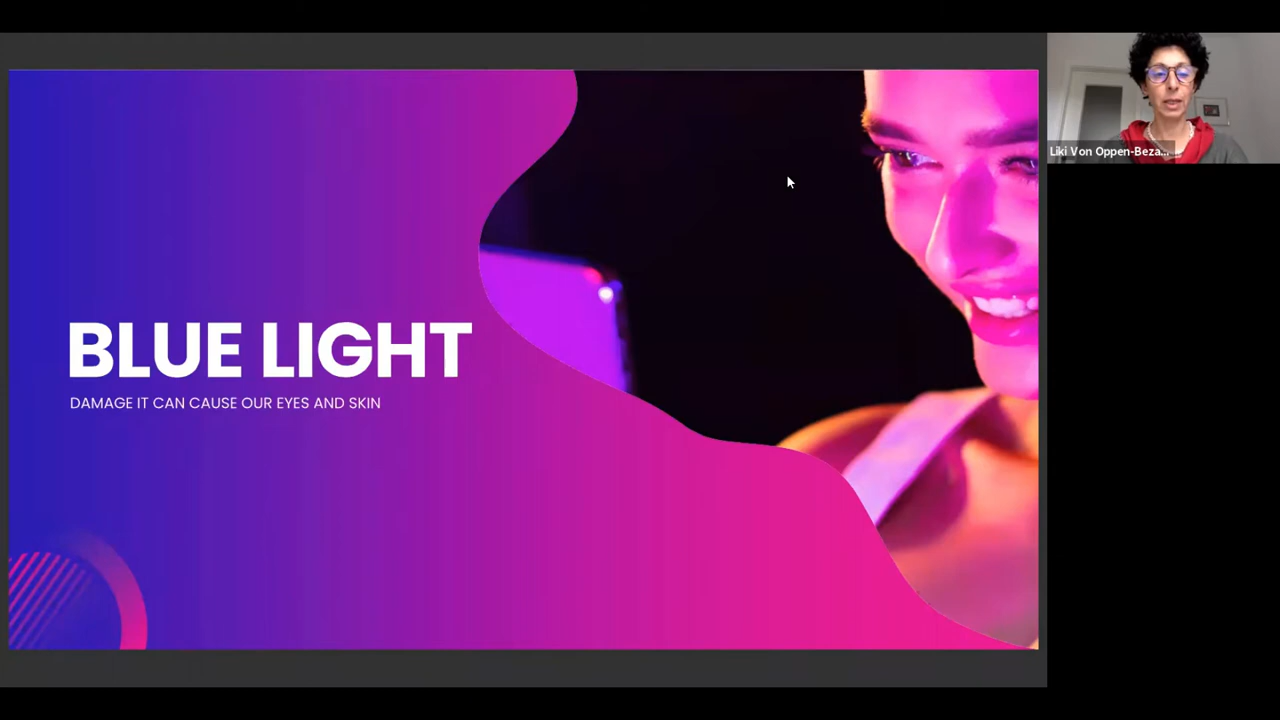 BLUE LIGHT
DAMAGE IT CAN CAUSE OUR EYES AND SKIN
Liki Von Oppen-Beza...